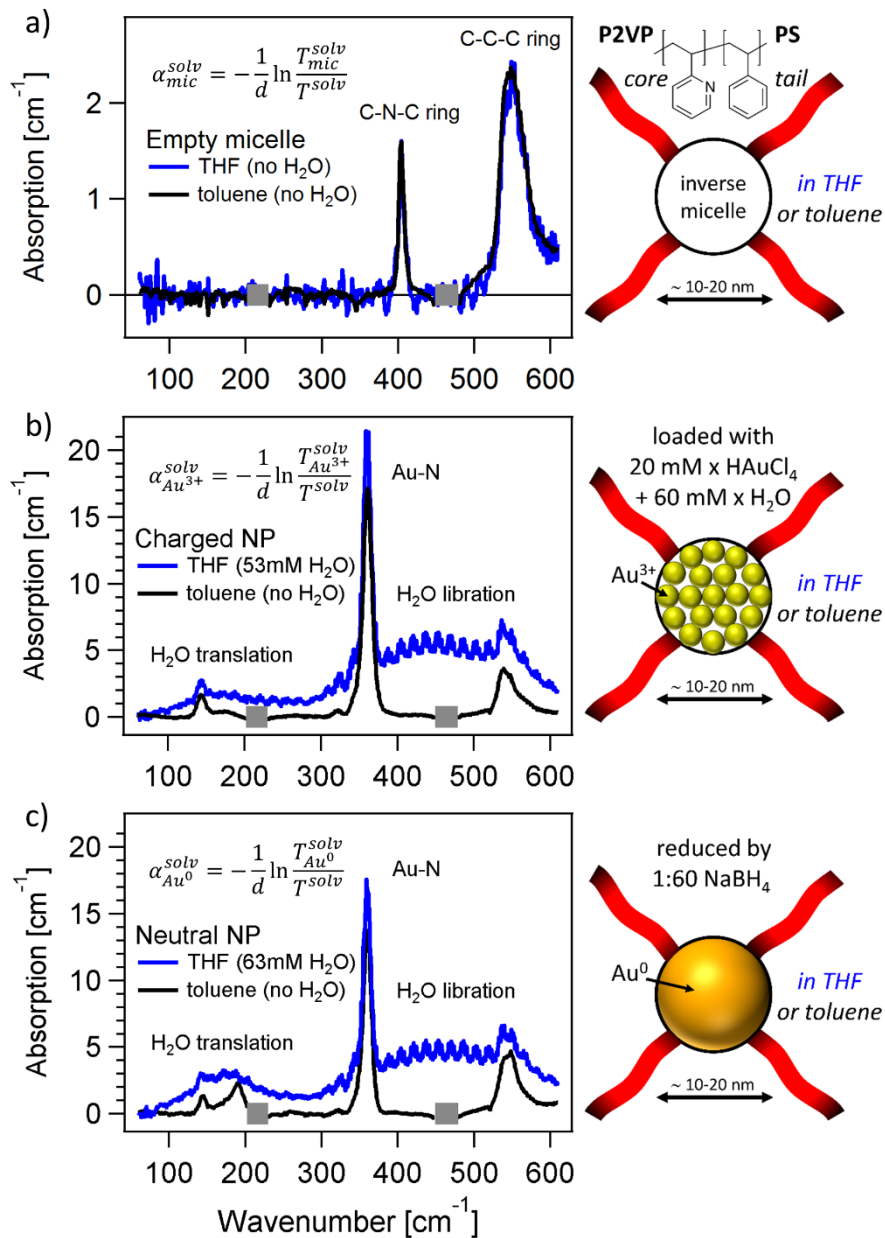 a)
α_mic^solv = −(1/d) ln (T_mic^solv / T^solv)
C-C-C ring
C-N-C ring
Empty micelle
THF (no H₂O)
toluene (no H₂O)
Absorption [cm⁻¹]
2
1
0
100 200 300 400 500 600
P2VP PS
core tail
N
inverse
micelle
in THF
or toluene
~ 10-20 nm
b)
α_Au³⁺^solv = −(1/d) ln (T_Au³⁺^solv / T^solv)
Au-N
Charged NP
THF (53mM H₂O)
toluene (no H₂O)
H₂O libration
H₂O translation
Absorption [cm⁻¹]
20
15
10
5
0
100 200 300 400 500 600
loaded with
20 mM x HAuCl₄
+ 60 mM x H₂O
Au³⁺
in THF
or toluene
~ 10-20 nm
c)
α_Au⁰^solv = −(1/d) ln (T_Au⁰^solv / T^solv)
Au-N
Neutral NP
THF (63mM H₂O)
toluene (no H₂O)
H₂O libration
H₂O translation
Absorption [cm⁻¹]
20
15
10
5
0
100 200 300 400 500 600
Wavenumber [cm⁻¹]
reduced by
1:60 NaBH₄
Au⁰
in THF
or toluene
~ 10-20 nm